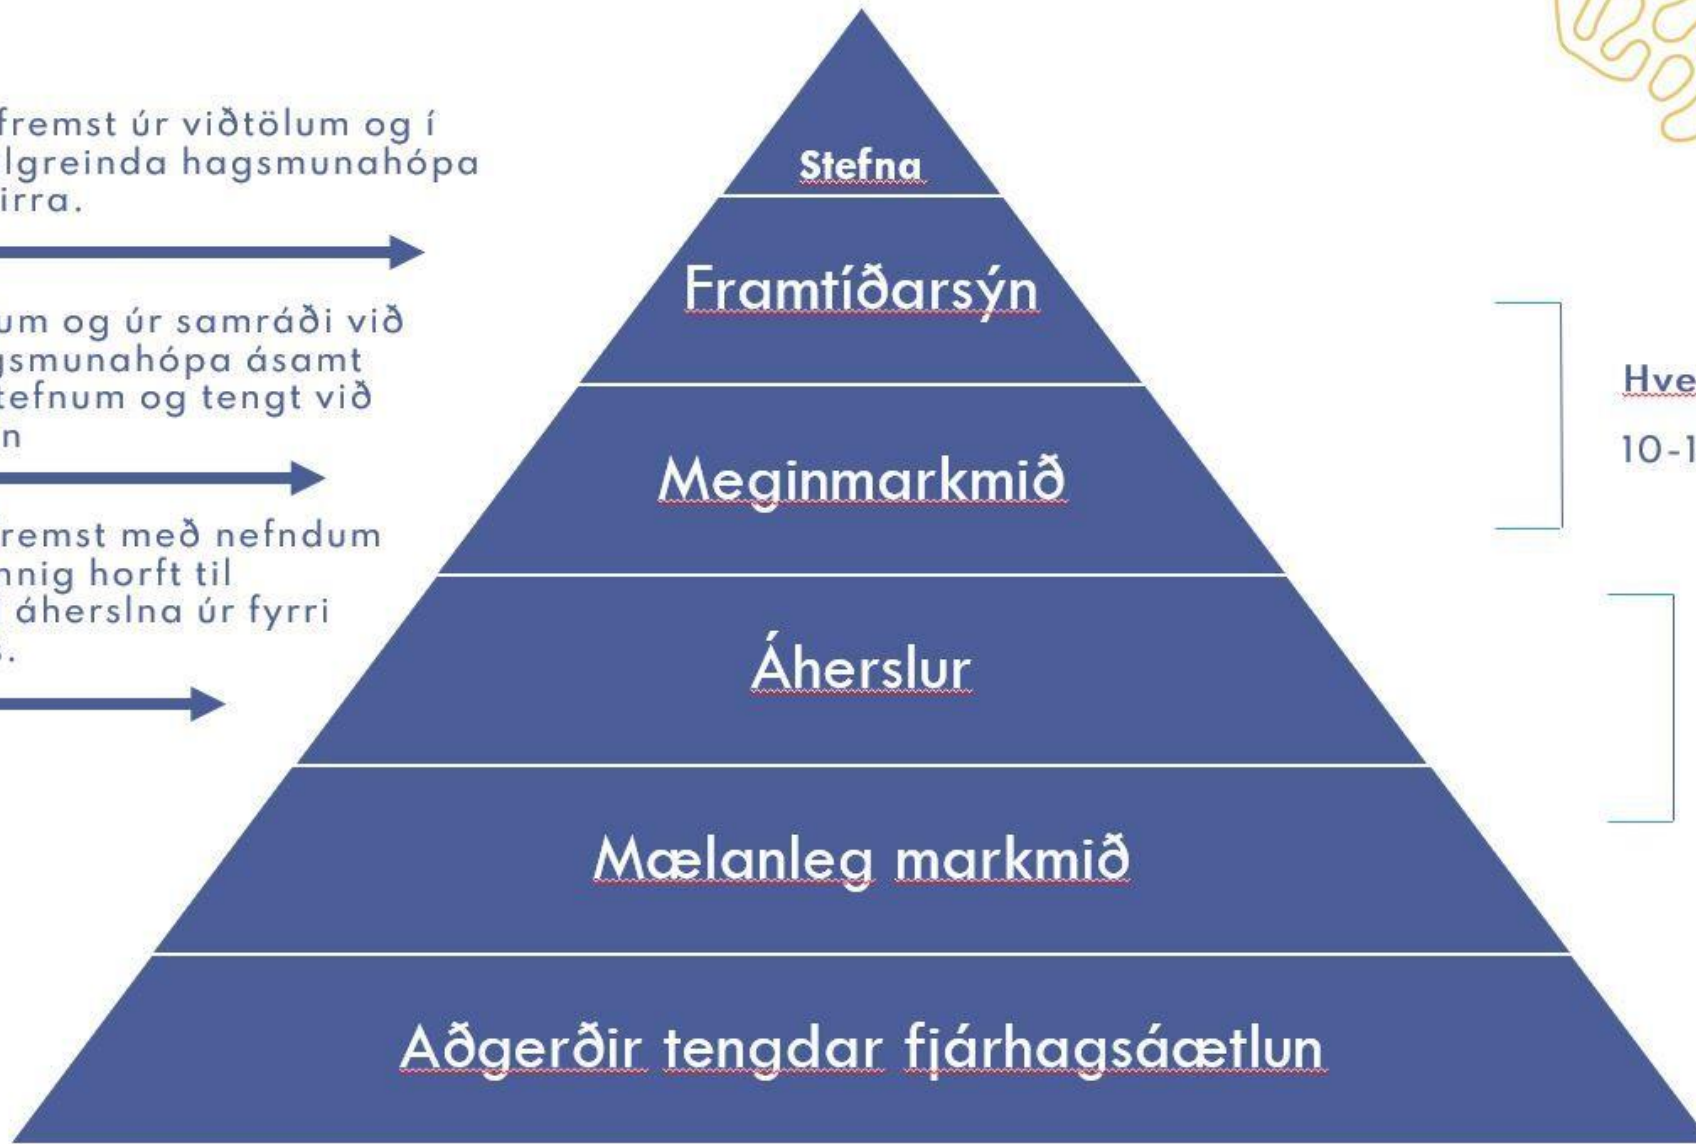 fremst úr viðtölum og í
lgreinda hagsmunahópa
irra.
um og úr samráði við
gsmunahópa ásamt
tefnum og tengt við
n
remst með nefndum
nnig horft til
áherslna úr fyrri
s.
Stefna
Framtíðarsýn
Meginmarkmið
Áherslur
Mælanleg markmið
Aðgerðir tengdar fjárhagsáætlun
Hve
10-1